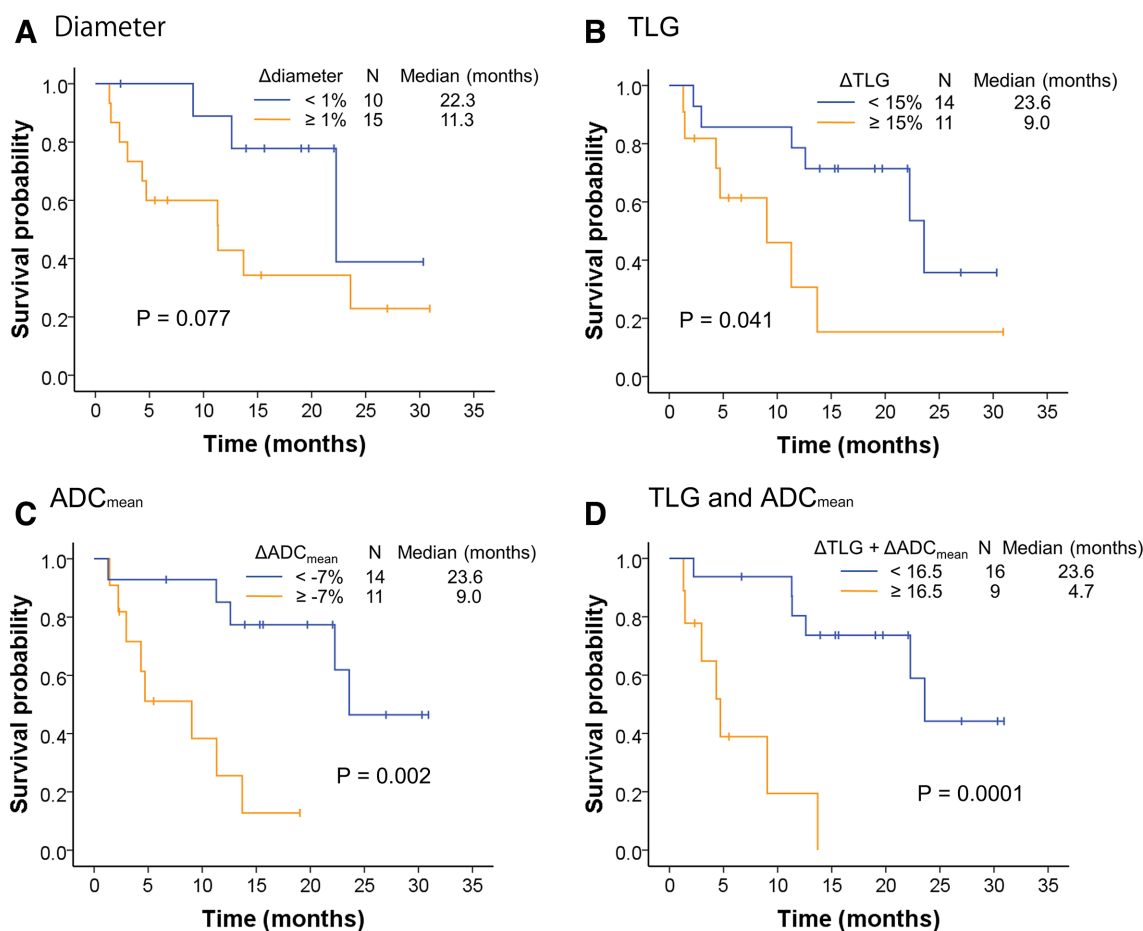 A Diameter
Δdiameter N Median (months)
< 1% 10 22.3
≥ 1% 15 11.3
P = 0.077
Survival probability
1.0
0.8
0.6
0.4
0.2
0.0
0 5 10 15 20 25 30 35
Time (months)
B TLG
ΔTLG N Median (months)
< 15% 14 23.6
≥ 15% 11 9.0
P = 0.041
Survival probability
1.0
0.8
0.6
0.4
0.2
0.0
0 5 10 15 20 25 30 35
Time (months)
C ADCmean
ΔADCmean N Median (months)
< -7% 14 23.6
≥ -7% 11 9.0
P = 0.002
Survival probability
1.0
0.8
0.6
0.4
0.2
0.0
0 5 10 15 20 25 30 35
Time (months)
D TLG and ADCmean
ΔTLG + ΔADCmean N Median (months)
< 16.5 16 23.6
≥ 16.5 9 4.7
P = 0.0001
Survival probability
1.0
0.8
0.6
0.4
0.2
0.0
0 5 10 15 20 25 30 35
Time (months)